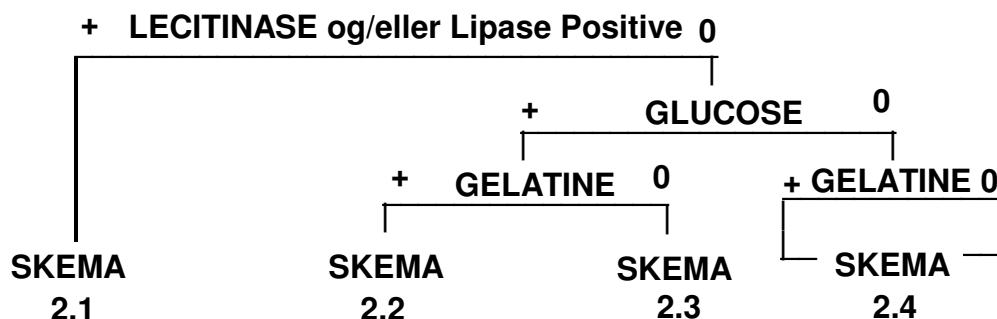 + LECITINASE og/eller Lipase Positive 0
+ GLUCOSE 0
+ GELATINE 0 + GELATINE 0
SKEMA SKEMA SKEMA SKEMA
2.1 2.2 2.3 2.4